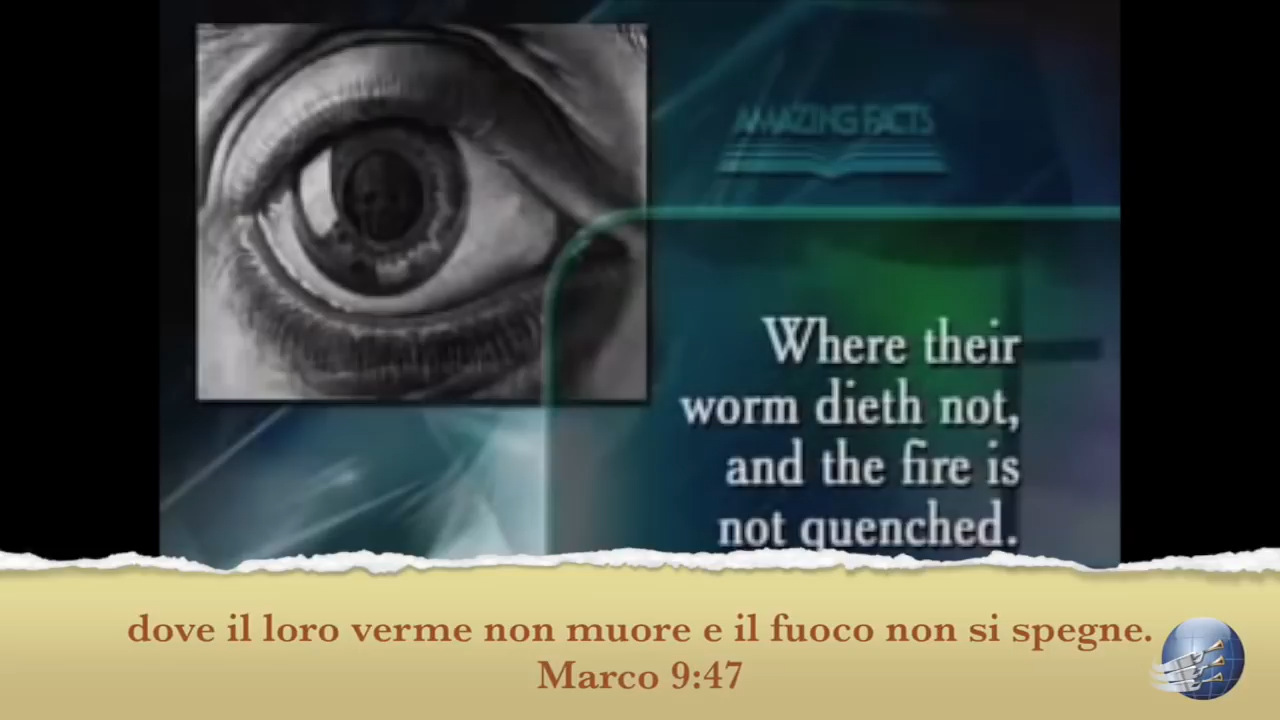 AMAZING FACTS
Where their
worm dieth not,
and the fire is
not quenched.
dove il loro verme non muore e il fuoco non si spegne.
Marco 9:47